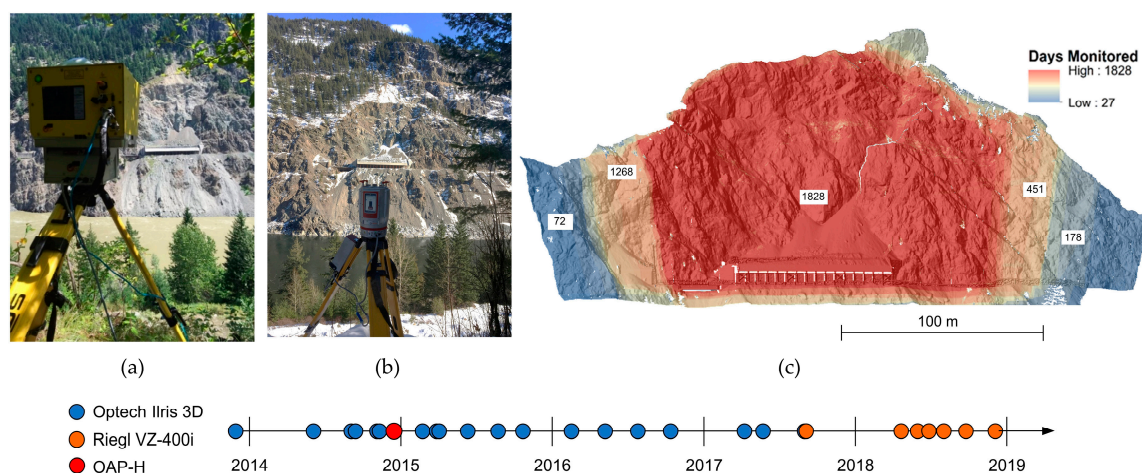 Days Monitored
High : 1828
Low : 27
1268
72
1828
451
178
100 m
(a)
(b)
(c)
Optech IIris 3D
Riegl VZ-400i
OAP-H
2014
2015
2016
2017
2018
2019